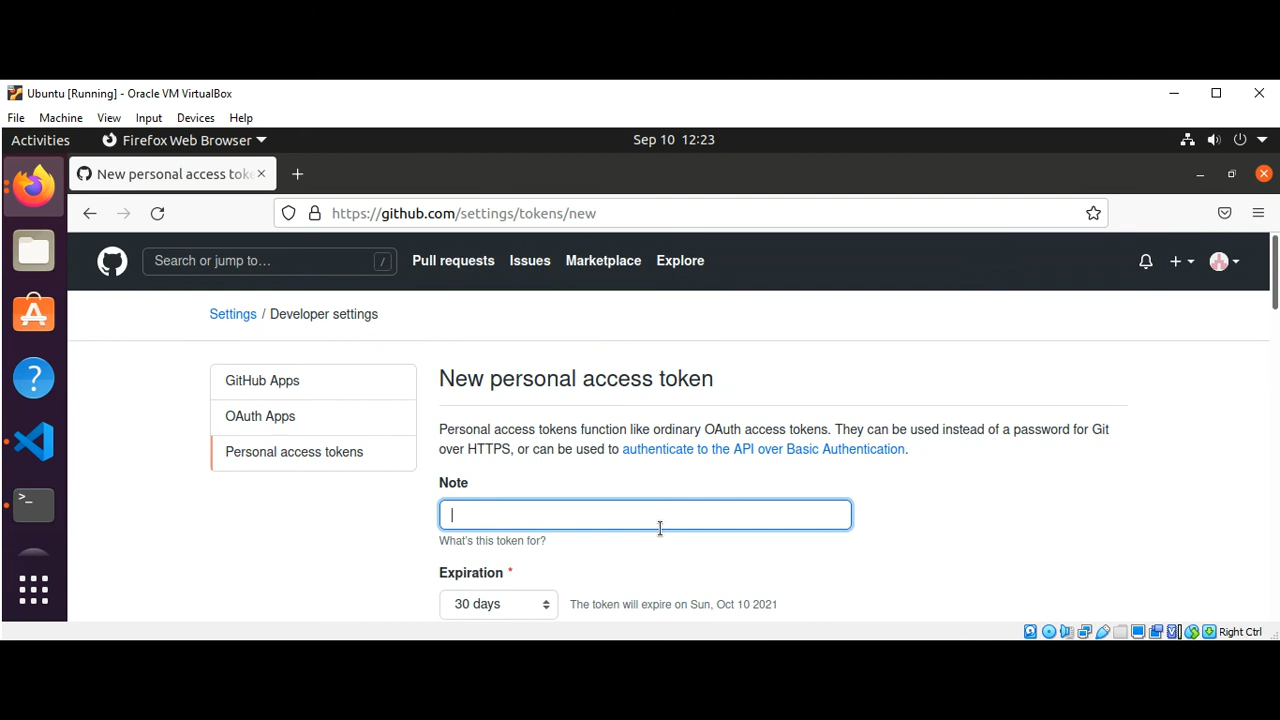 Ubuntu [Running] - Oracle VM VirtualBox
File Machine View Input Devices Help
Activities Firefox Web Browser Sep 10 12:23
New personal access toke
https://github.com/settings/tokens/new
Search or jump to… / Pull requests Issues Marketplace Explore
Settings / Developer settings
GitHub Apps
OAuth Apps
Personal access tokens
New personal access token
Personal access tokens function like ordinary OAuth access tokens. They can be used instead of a password for Git
over HTTPS, or can be used to authenticate to the API over Basic Authentication.
Note
What's this token for?
Expiration *
30 days The token will expire on Sun, Oct 10 2021
Right Ctrl